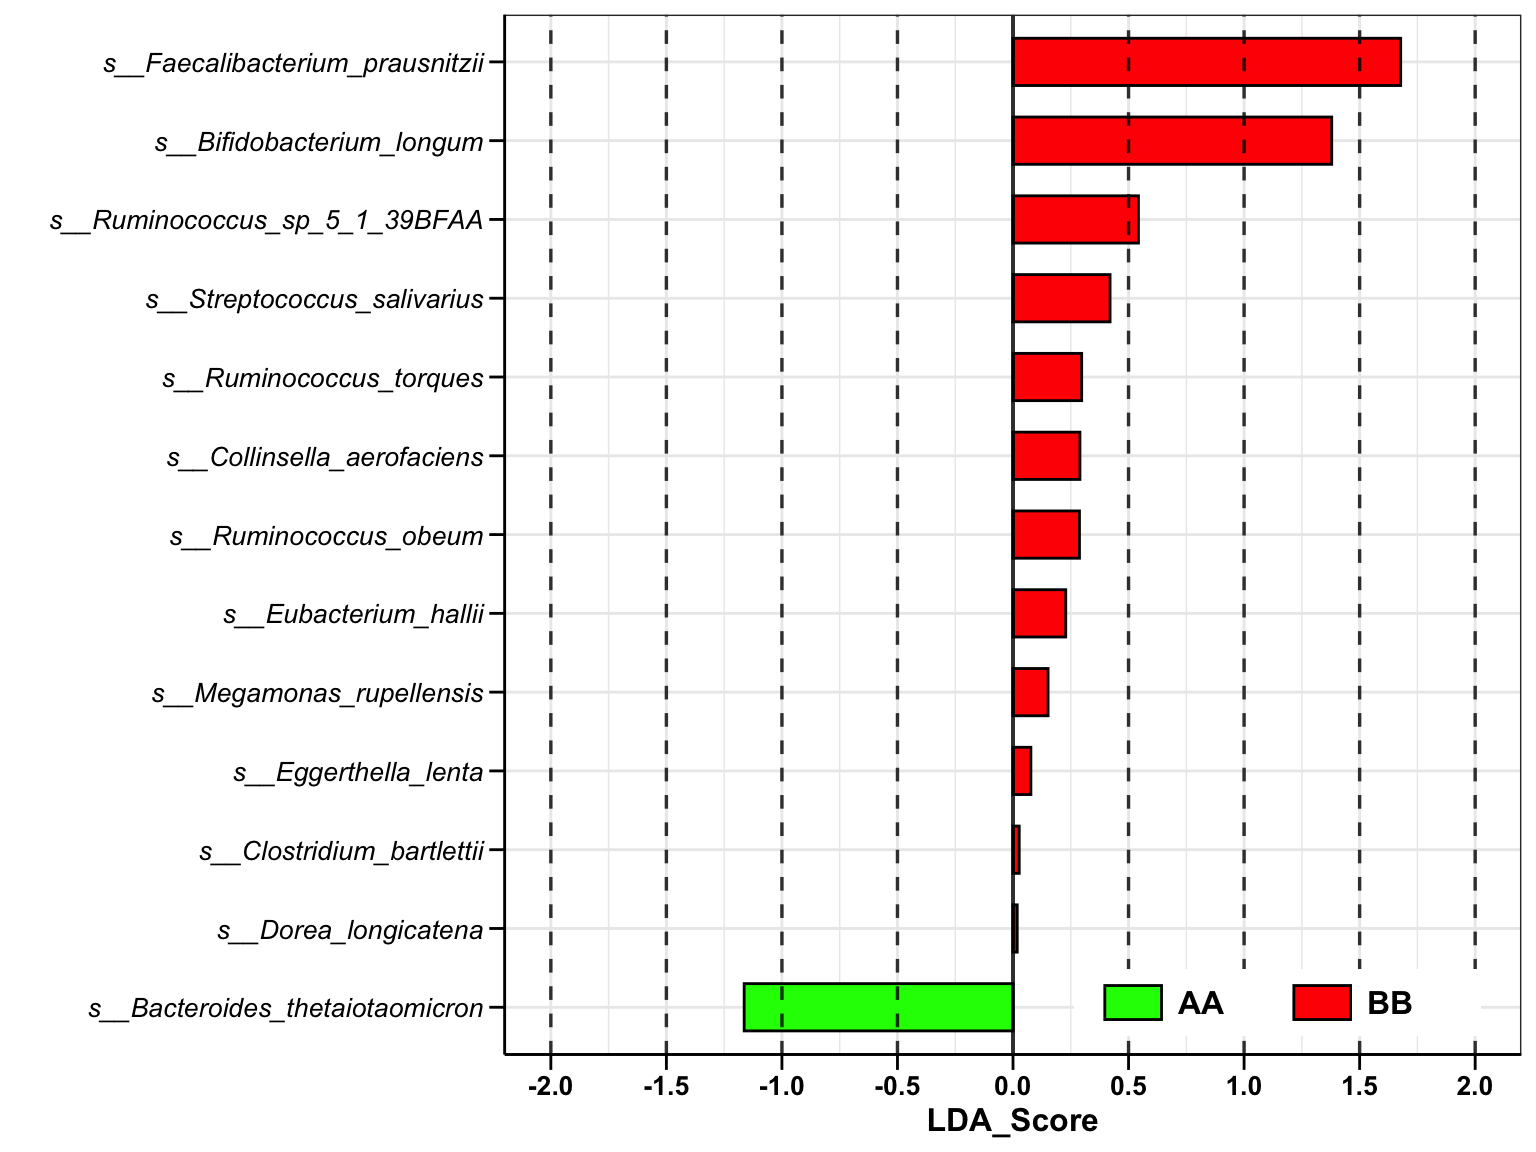 s__Faecalibacterium_prausnitzii
s__Bifidobacterium_longum
s__Ruminococcus_sp_5_1_39BFAA
s__Streptococcus_salivarius
s__Ruminococcus_torques
s__Collinsella_aerofaciens
s__Ruminococcus_obeum
s__Eubacterium_hallii
s__Megamonas_rupellensis
s__Eggerthella_lenta
s__Clostridium_bartlettii
s__Dorea_longicatena
s__Bacteroides_thetaiotaomicron
AA BB
-2.0 -1.5 -1.0 -0.5 0.0 0.5 1.0 1.5 2.0
LDA_Score